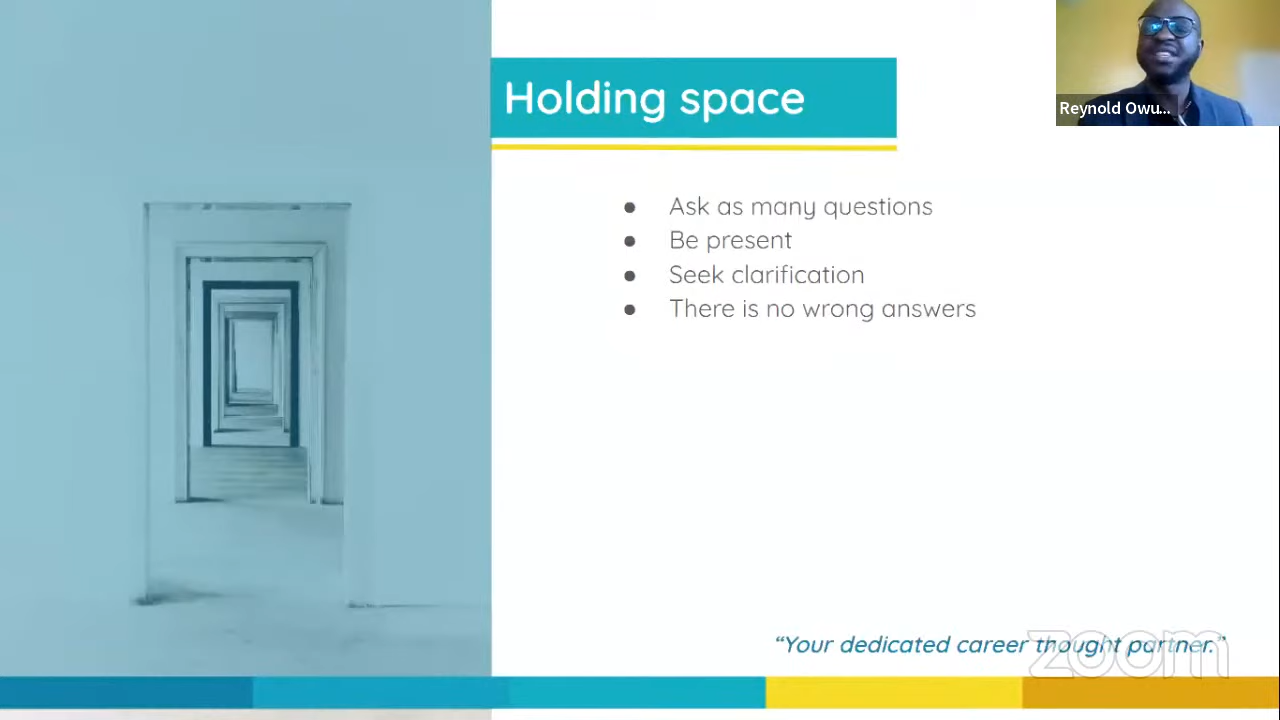 Holding space
Reynold Owu...
● Ask as many questions
● Be present
● Seek clarification
● There is no wrong answers
“Your dedicated career thought partner.”
zoom